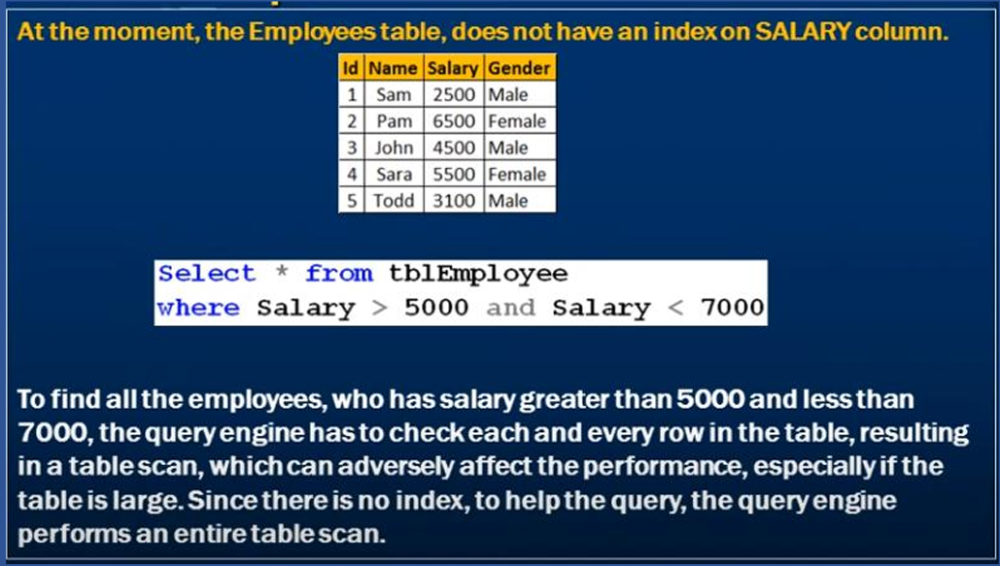 At the moment, the Employees table, does not have an index on SALARY column.
Id Name Salary Gender
1 Sam 2500 Male
2 Pam 6500 Female
3 John 4500 Male
4 Sara 5500 Female
5 Todd 3100 Male
Select * from tblEmployee
where Salary > 5000 and Salary < 7000
To find all the employees, who has salary greater than 5000 and less than
7000, the query engine has to check each and every row in the table, resulting
in a table scan, which can adversely affect the performance, especially if the
table is large. Since there is no index, to help the query, the query engine
performs an entire table scan.